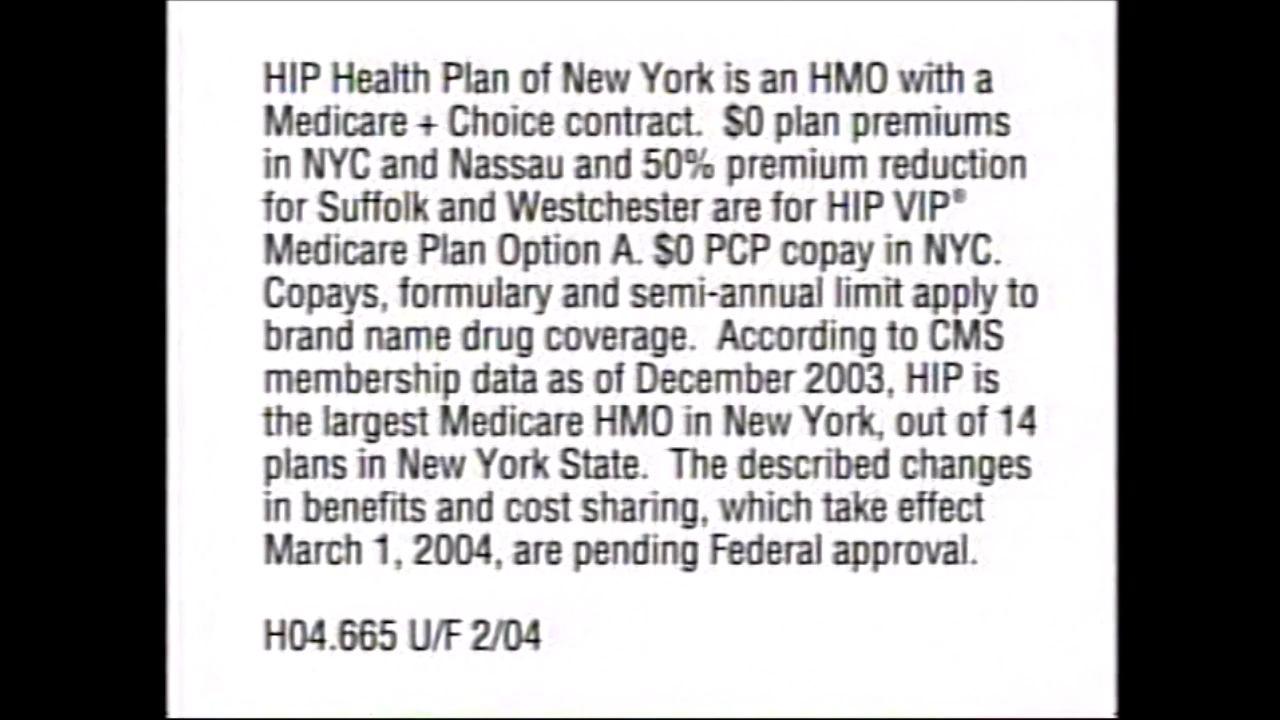 HIP Health Plan of New York is an HMO with a
Medicare + Choice contract. $0 plan premiums
in NYC and Nassau and 50% premium reduction
for Suffolk and Westchester are for HIP VIP®
Medicare Plan Option A. $0 PCP copay in NYC.
Copays, formulary and semi-annual limit apply to
brand name drug coverage. According to CMS
membership data as of December 2003, HIP is
the largest Medicare HMO in New York, out of 14
plans in New York State. The described changes
in benefits and cost sharing, which take effect
March 1, 2004, are pending Federal approval.
H04.665 U/F 2/04